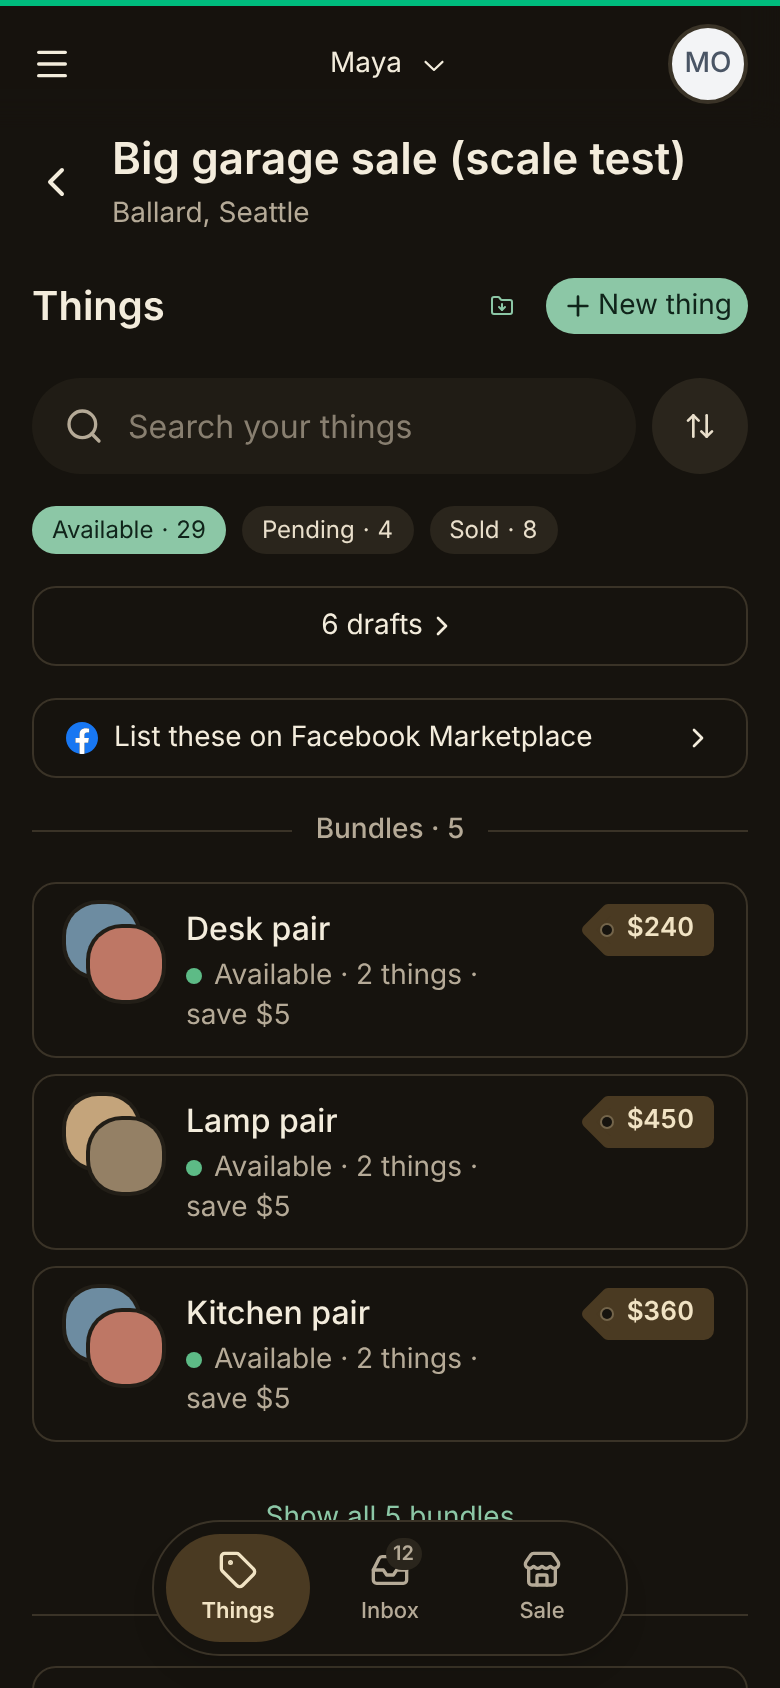 Maya
MO
Big garage sale (scale test)
Ballard, Seattle
Things
New thing
Search your things
Available · 29
Pending · 4
Sold · 8
6 drafts
List these on Facebook Marketplace
Bundles · 5
Desk pair
$240
Available · 2 things ·
save $5
Lamp pair
$450
Available · 2 things ·
save $5
Kitchen pair
$360
Available · 2 things ·
save $5
Show all 5 bundles
12
Things
Inbox
Sale